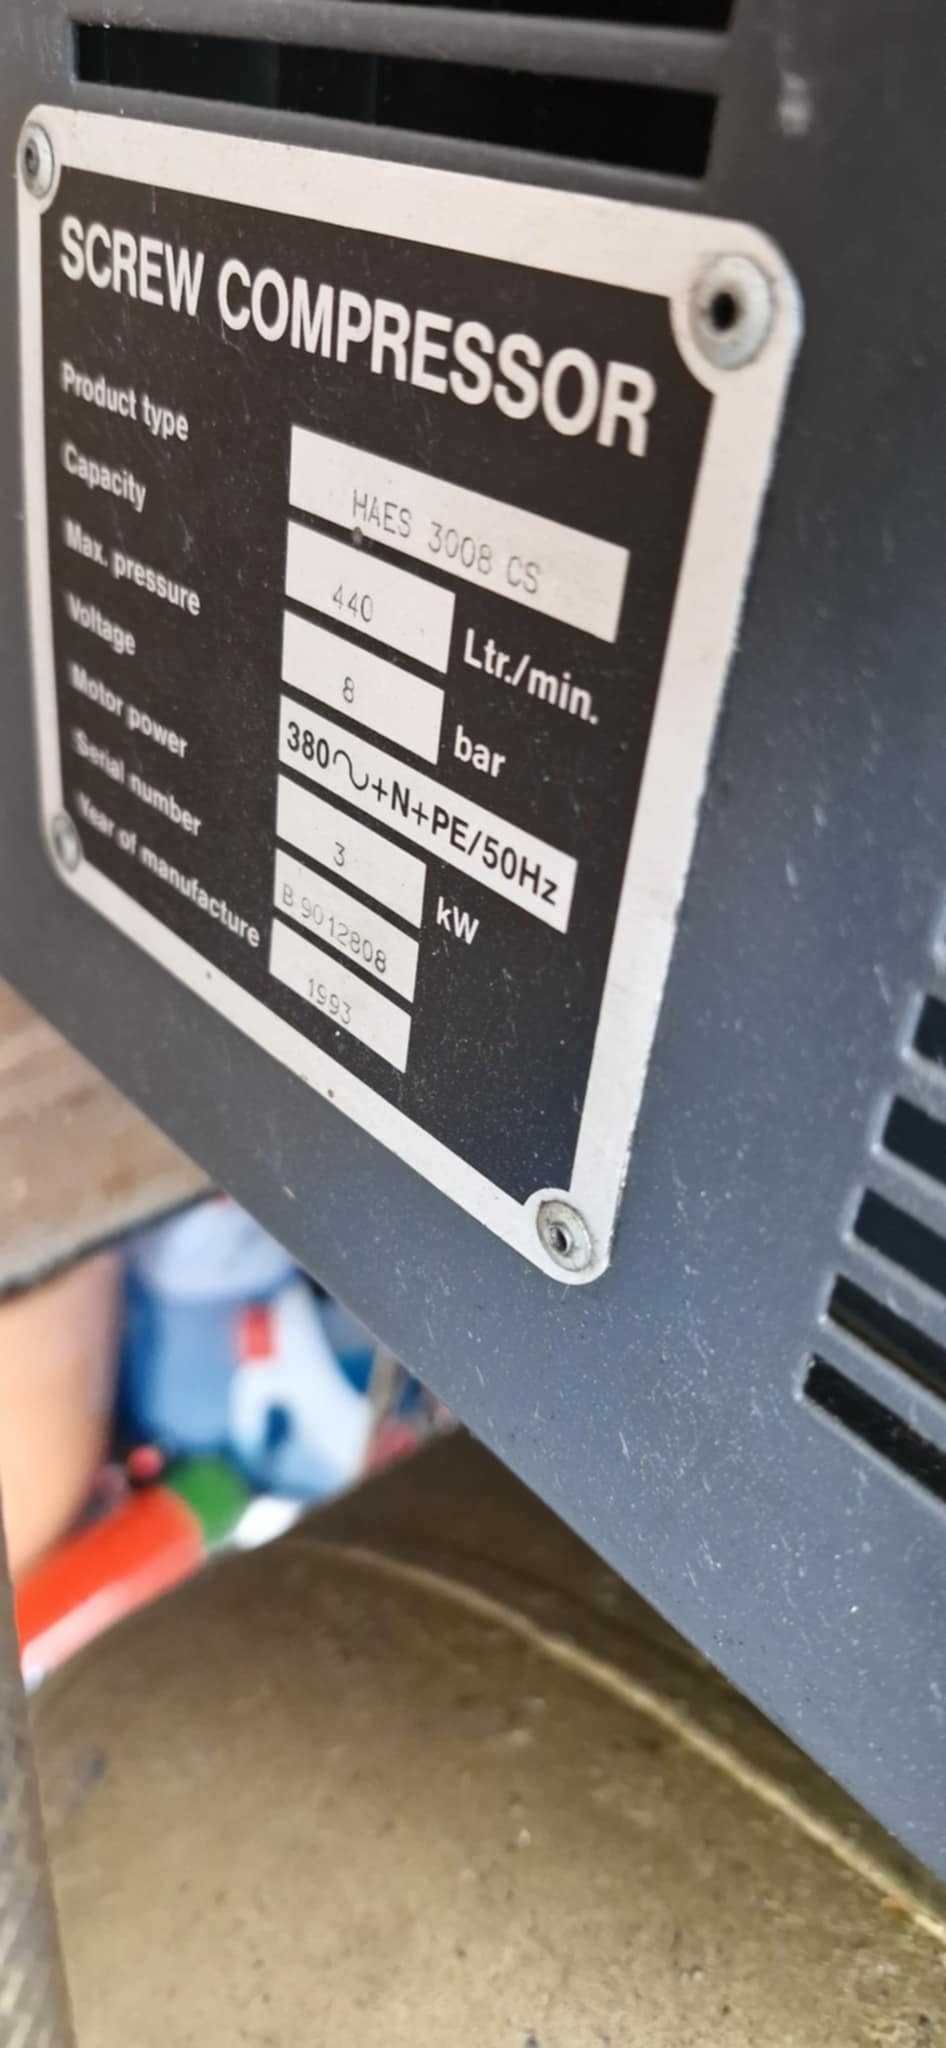 SCREW COMPRESSOR
Product type HAES 3008 CS
Capacity 440 Ltr./min.
Max. pressure 8 bar
Voltage 380∿+N+PE/50Hz
Motor power 3 kW
Serial number B 9012808
Year of manufacture 1993